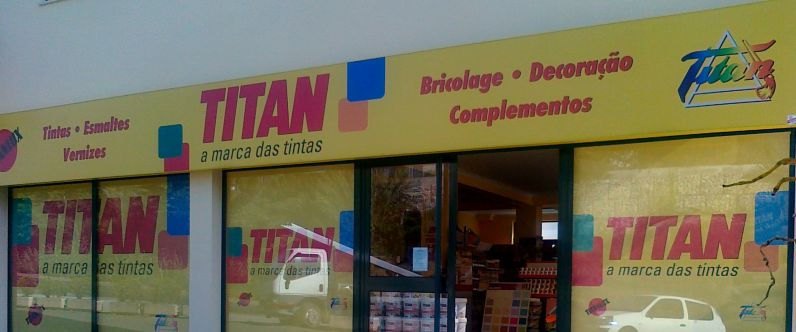 Tintas • Esmaltes
Vernizes
TITAN
a marca das tintas
Bricolage • Decoração
Complementos
Titan
TITAN
a marca das tintas
TITAN
a marca das tintas
TITAN
a marca das tintas
Titan